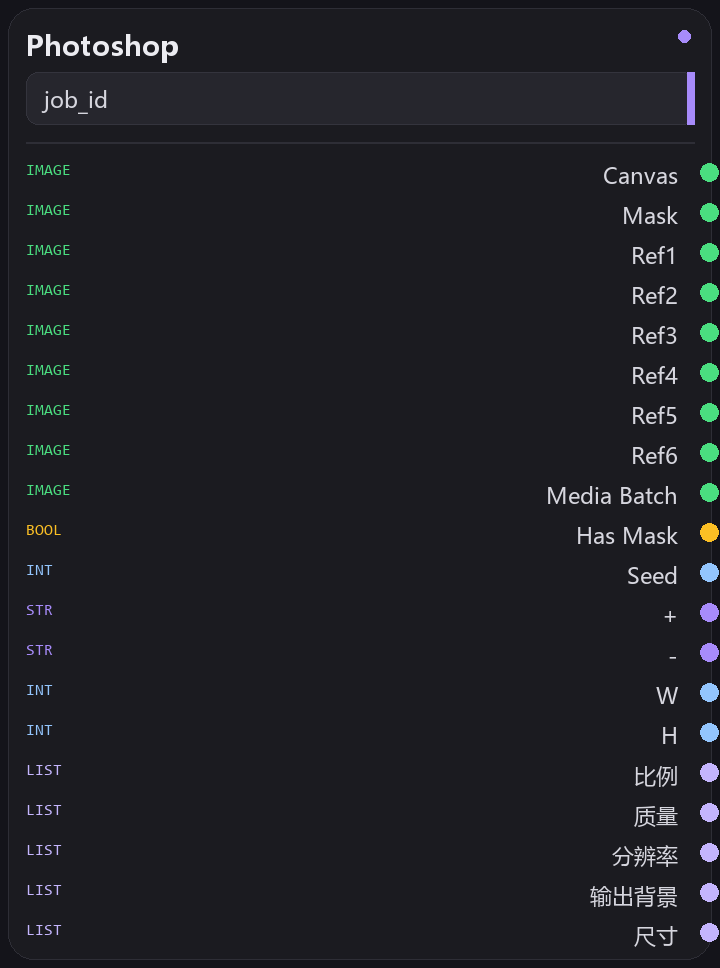 Photoshop
job_id
IMAGE Canvas
IMAGE Mask
IMAGE Ref1
IMAGE Ref2
IMAGE Ref3
IMAGE Ref4
IMAGE Ref5
IMAGE Ref6
IMAGE Media Batch
BOOL Has Mask
INT Seed
STR +
STR -
INT W
INT H
LIST 比例
LIST 质量
LIST 分辨率
LIST 输出背景
LIST 尺寸